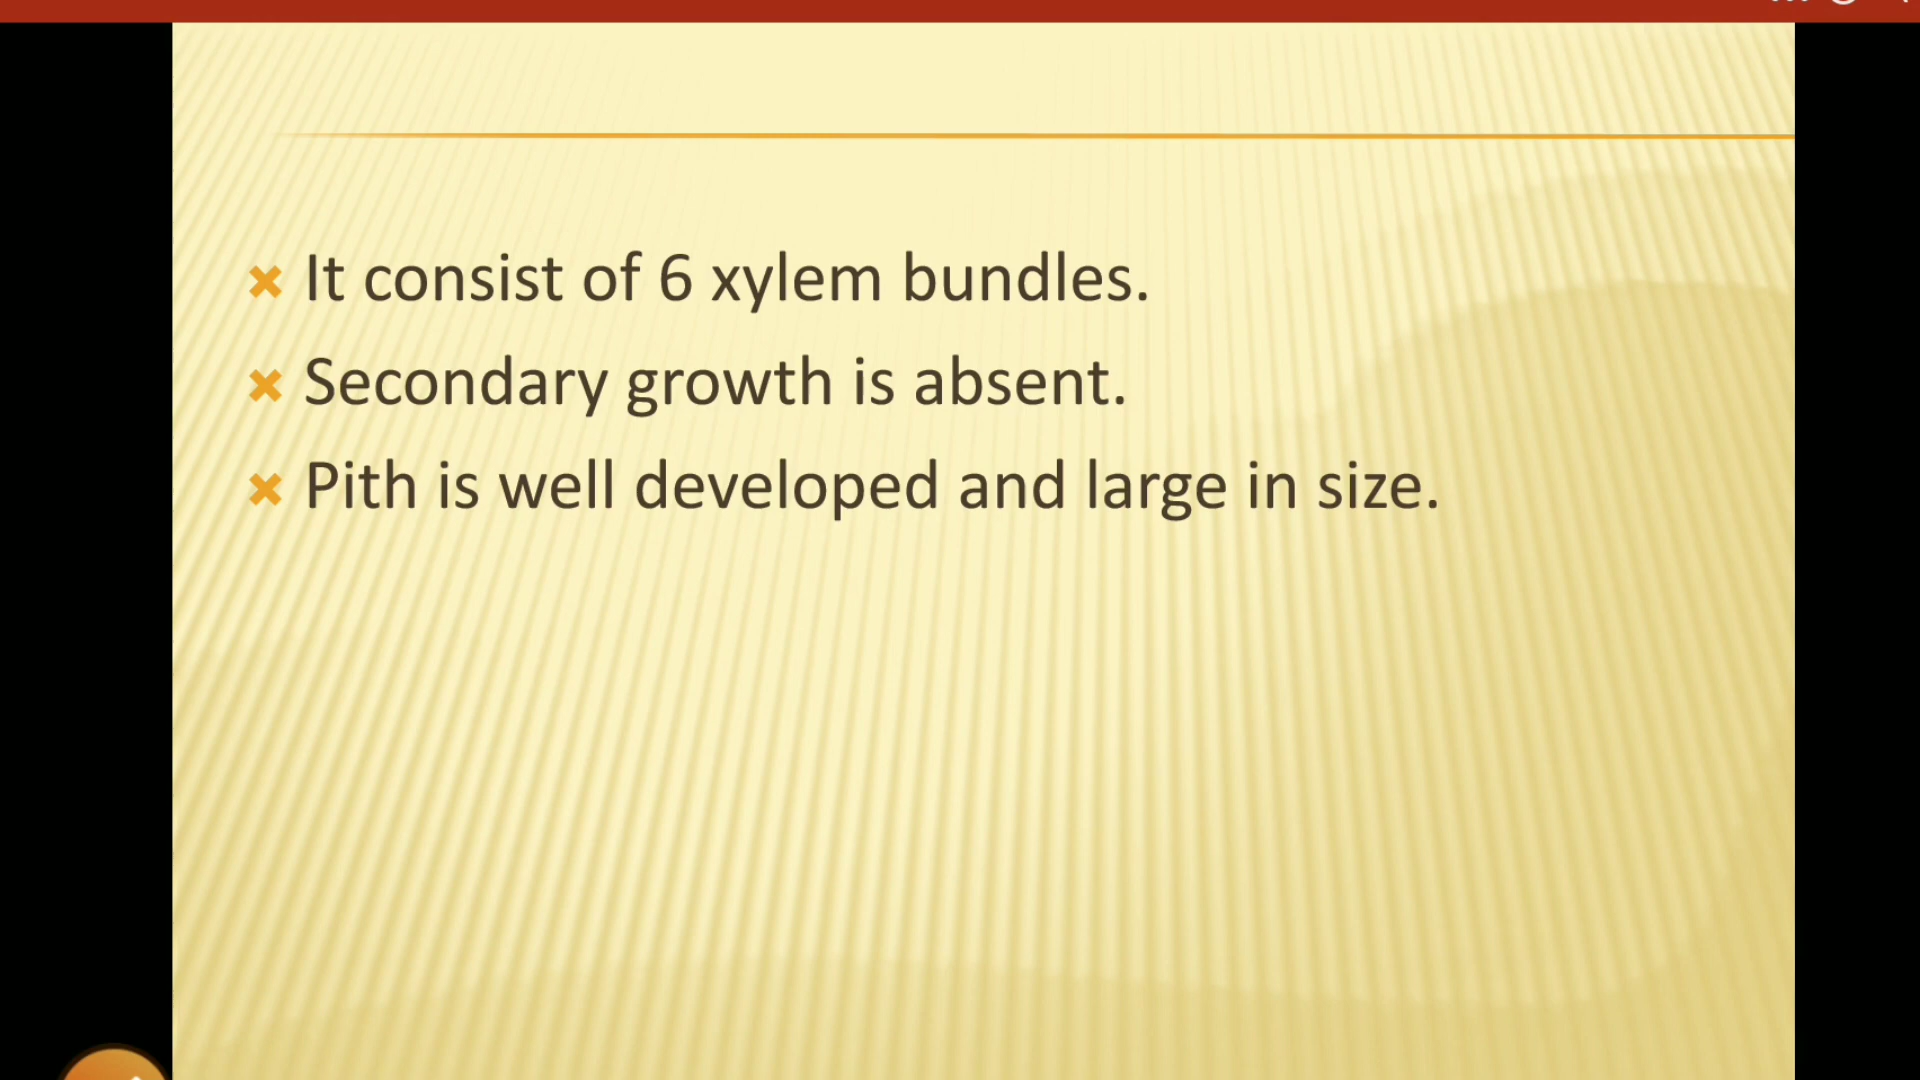 It consist of 6 xylem bundles.
Secondary growth is absent.
Pith is well developed and large in size.